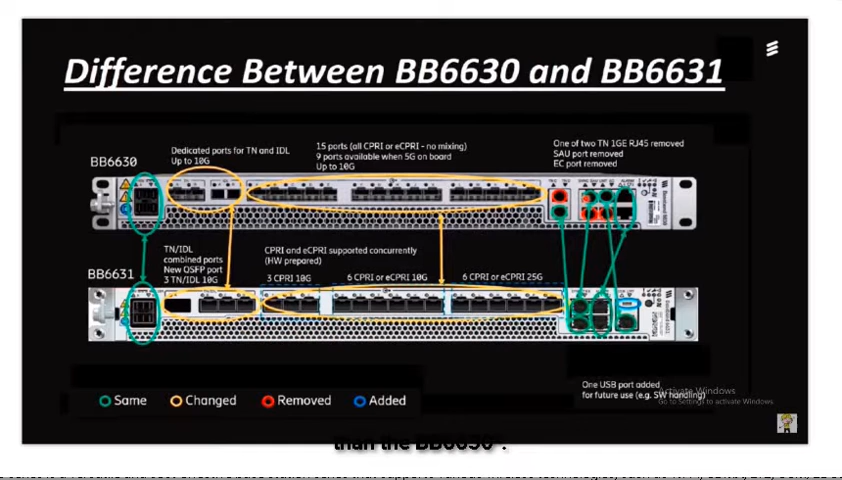 Difference Between BB6630 and BB6631
BB6630
Dedicated ports for TN and IDL
Up to 10G
15 ports (all CPRI or eCPRI - no mixing)
9 ports available when 5G on board
Up to 10G
One of two TN 1GE RJ45 removed
SAU port removed
EC port removed
BB6631
TN/IDL
combined ports
New QSFP port
3 TN/IDL 10G
CPRI and eCPRI supported concurrently
(HW prepared)
3 CPRI 10G
6 CPRI or eCPRI 10G
6 CPRI or eCPRI 25G
One USB port added
for future use (e.g. SW handling)
Activate Windows
Go to Settings to activate Windows.
Same
Changed
Removed
Added
than the BB6630 .